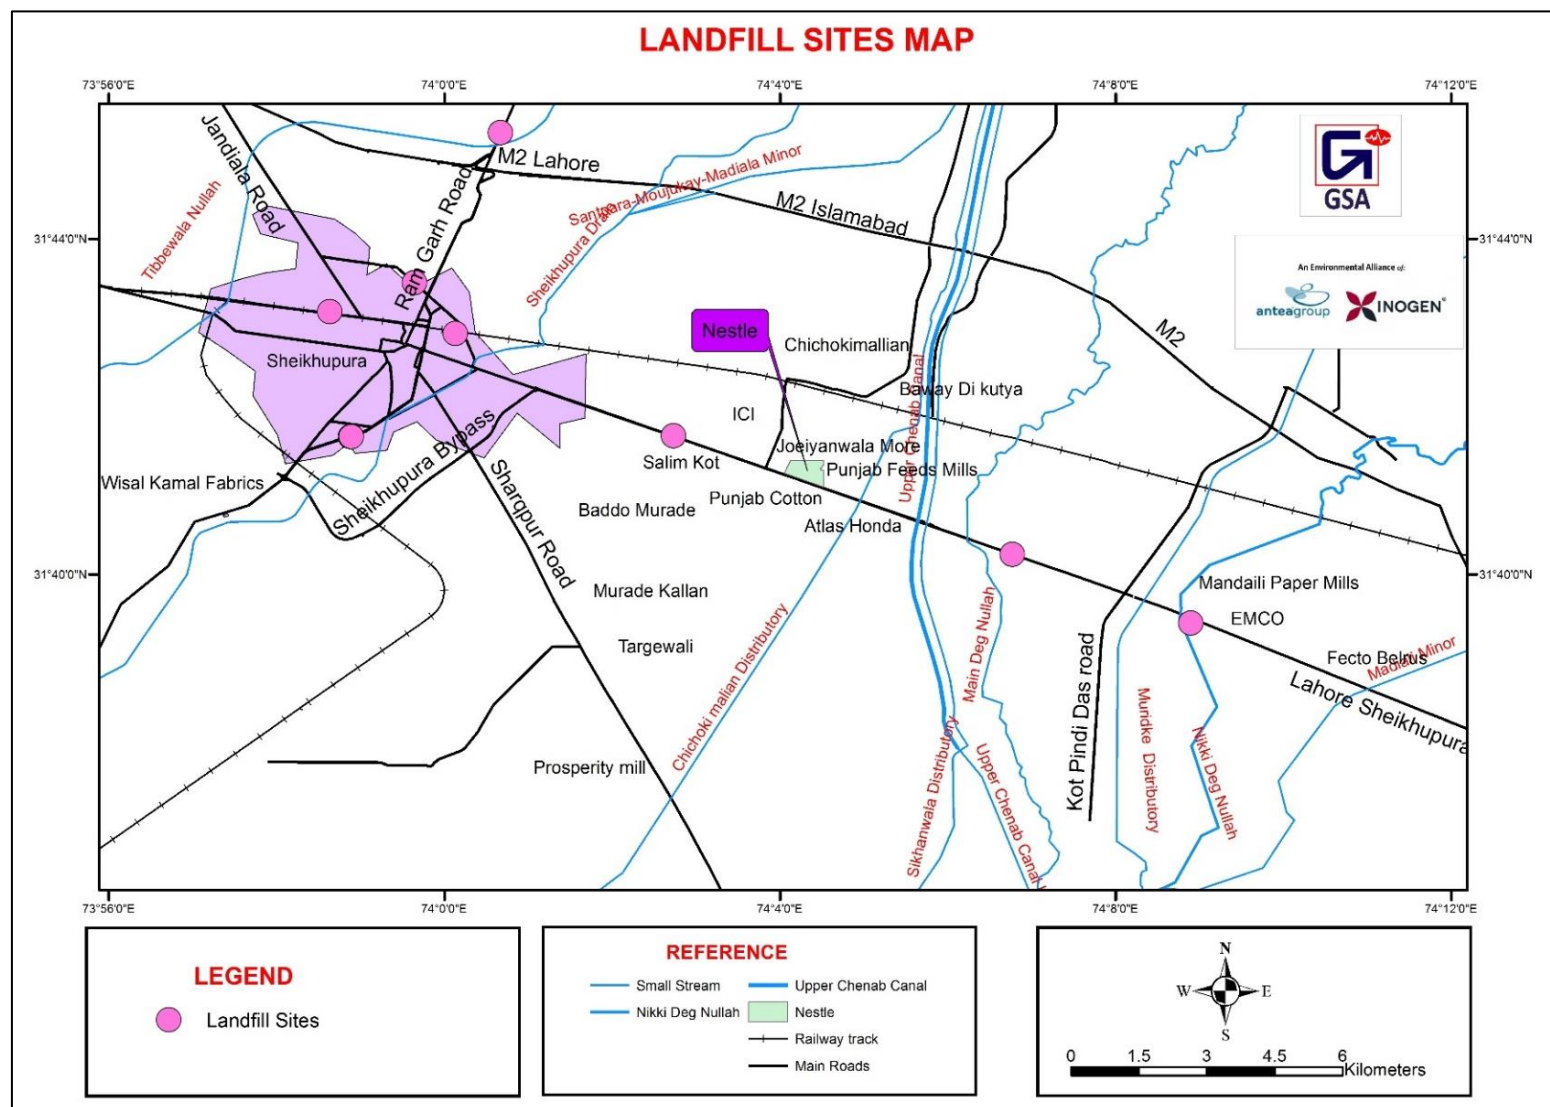 LANDFILL SITES MAP
73°56'0"E
74°0'0"E
74°4'0"E
74°8'0"E
74°12'0"E
Jandiala Road
M2 Lahore
Santpara-Moujukay-Madiala Minor
GSA
Tibbewala Nullah
Ram Garh Road
M2 Islamabad
31°44'0"N
31°44'0"N
Sheikhupura Drain
An Environmental Alliance of:
anteagroup
INOGEN®
Nestle
M2
Chichokimallian
Sheikhupura
Upper Chenab Canal
Baway Di kutya
ICI
Joeiyanwala More
Salim Kot
Punjab Feeds Mills
Wisal Kamal Fabrics
Sheikhupura Bypass
Sharqpur Road
Punjab Cotton
Baddo Murade
Atlas Honda
31°40'0"N
31°40'0"N
Murade Kallan
Mandaili Paper Mills
EMCO
Targewali
Chichoki malian Distributory
Main Deg Nullah
Kot Pindi Das road
Fecto Belrus
Madiati Minor
Lahore Sheikhupura
Prosperity mill
Sikhanwala Distributory
Upper Chenab Canal
Muridke Distributory
Nikki Deg Nullah
73°56'0"E
74°0'0"E
74°4'0"E
74°8'0"E
74°12'0"E
LEGEND
Landfill Sites
REFERENCE
Small Stream
Upper Chenab Canal
Nikki Deg Nullah
Nestle
Railway track
Main Roads
N
W
E
S
0
1.5
3
4.5
6
Kilometers